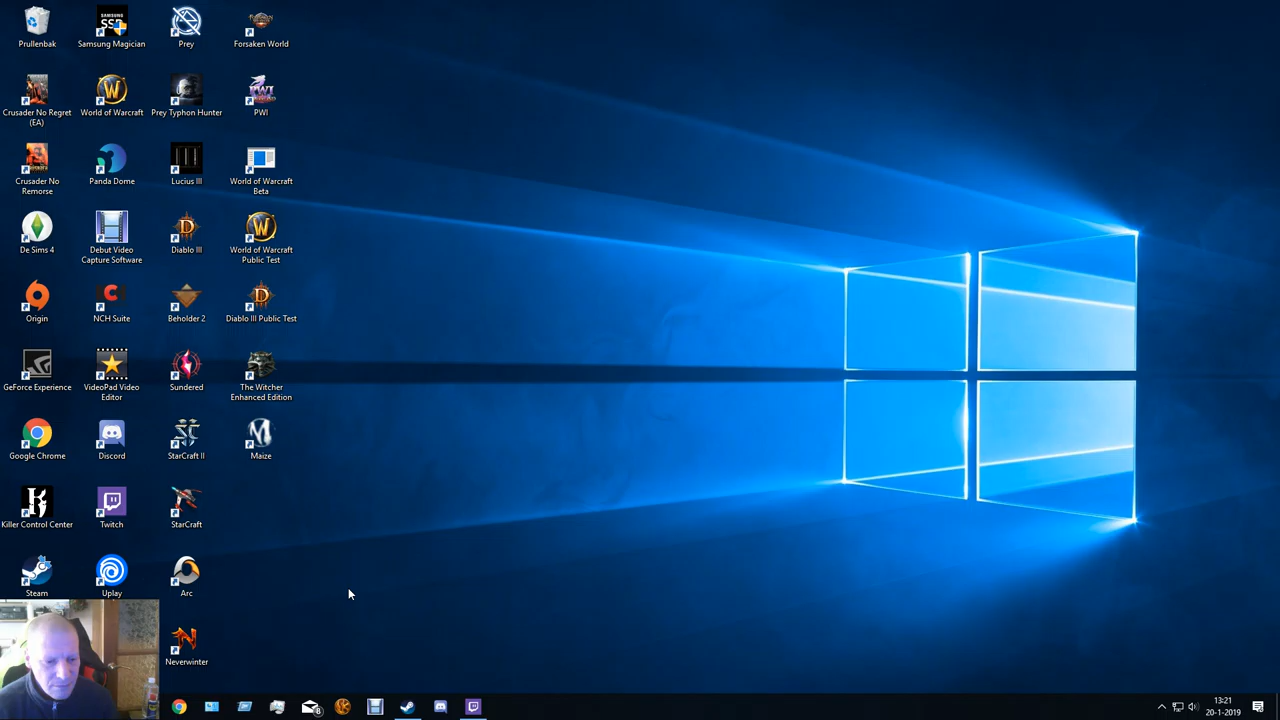 Prullenbak
Samsung Magician
Prey
Forsaken World
Crusader No Regret
(EA)
World of Warcraft
Prey Typhon Hunter
PWI
Crusader No
Remorse
Panda Dome
Lucius III
World of Warcraft
Beta
De Sims 4
Debut Video
Capture Software
Diablo III
World of Warcraft
Public Test
Origin
NCH Suite
Beholder 2
Diablo III Public Test
GeForce Experience
VideoPad Video
Editor
Sundered
The Witcher
Enhanced Edition
Google Chrome
Discord
StarCraft II
Maize
Killer Control Center
Twitch
StarCraft
Steam
Uplay
Arc
Neverwinter
13:21
20-1-2019